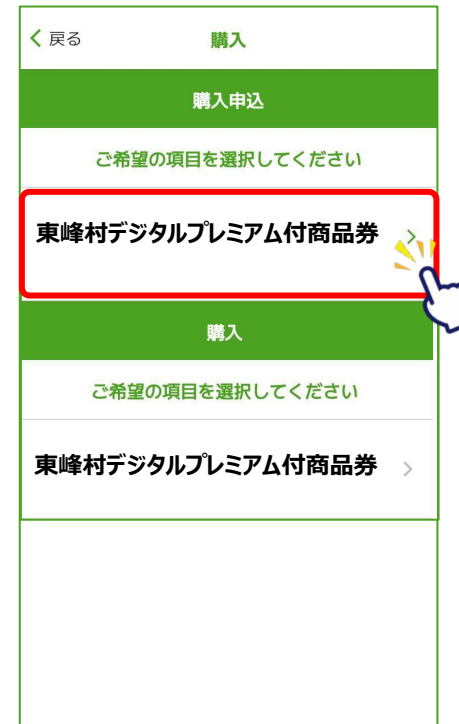 戻る 購入
購入申込
ご希望の項目を選択してください
東峰村デジタルプレミアム付商品券
購入
ご希望の項目を選択してください
東峰村デジタルプレミアム付商品券